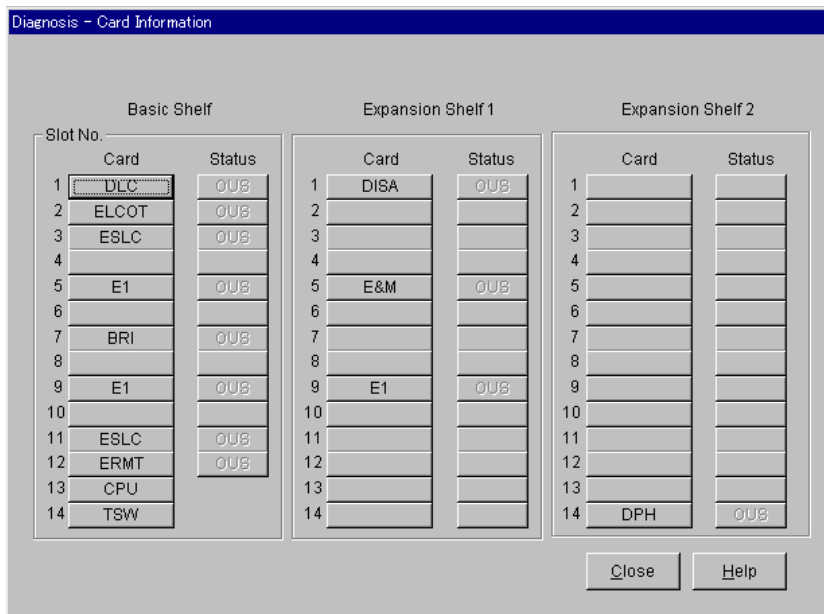 Diagnosis - Card Information
Basic Shelf Expansion Shelf 1 Expansion Shelf 2
Slot No.
Card Status Card Status Card Status
1 DLC OUS 1 DISA OUS 1
2 ELCOT OUS 2 2
3 ESLC OUS 3 3
4 4 4
5 E1 OUS 5 E&M OUS 5
6 6 6
7 BRI OUS 7 7
8 8 8
9 E1 OUS 9 E1 OUS 9
10 10 10
11 ESLC OUS 11 11
12 ERMT OUS 12 12
13 CPU 13 13
14 TSW 14 14 DPH OUS
Close Help